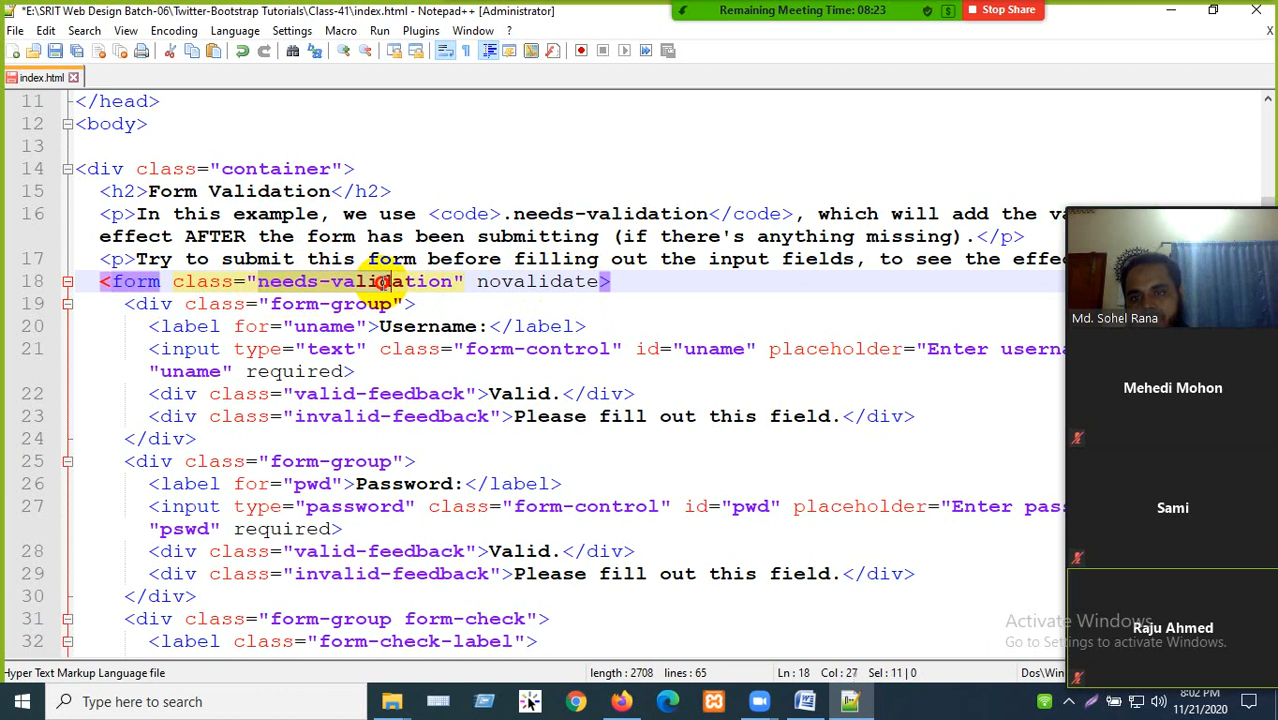 *E:\SRIT Web Design Batch-06\Twitter-Bootstrap Tutorials\Class-41\index.html - Notepad++ [Administrator]
Remaining Meeting Time: 08:23
Stop Share
File Edit Search View Encoding Language Settings Macro Run Plugins Window ?
X
index.html
11 </head>
12 <body>
13
14 <div class="container">
15 <h2>Form Validation</h2>
16 <p>In this example, we use <code>.needs-validation</code>, which will add the va
effect AFTER the form has been submitting (if there's anything missing).</p>
17 <p>Try to submit this form before filling out the input fields, to see the effe
18 <form class="needs-validation" novalidate>
19 <div class="form-group">
20 <label for="uname">Username:</label>
21 <input type="text" class="form-control" id="uname" placeholder="Enter userna
"uname" required>
22 <div class="valid-feedback">Valid.</div>
23 <div class="invalid-feedback">Please fill out this field.</div>
24 </div>
25 <div class="form-group">
26 <label for="pwd">Password:</label>
27 <input type="password" class="form-control" id="pwd" placeholder="Enter pas
"pswd" required>
28 <div class="valid-feedback">Valid.</div>
29 <div class="invalid-feedback">Please fill out this field.</div>
30 </div>
31 <div class="form-group form-check">
32 <label class="form-check-label">
Md. Sohel Rana
Mehedi Mohon
Sami
Raju Ahmed
Activate Windows
Go to Settings to activate Windows.
Hyper Text Markup Language file
length : 2708 lines : 65
Ln : 18 Col : 27 Sel : 11 | 0
Dos\Win
Type here to search
8:02 PM
11/21/2020